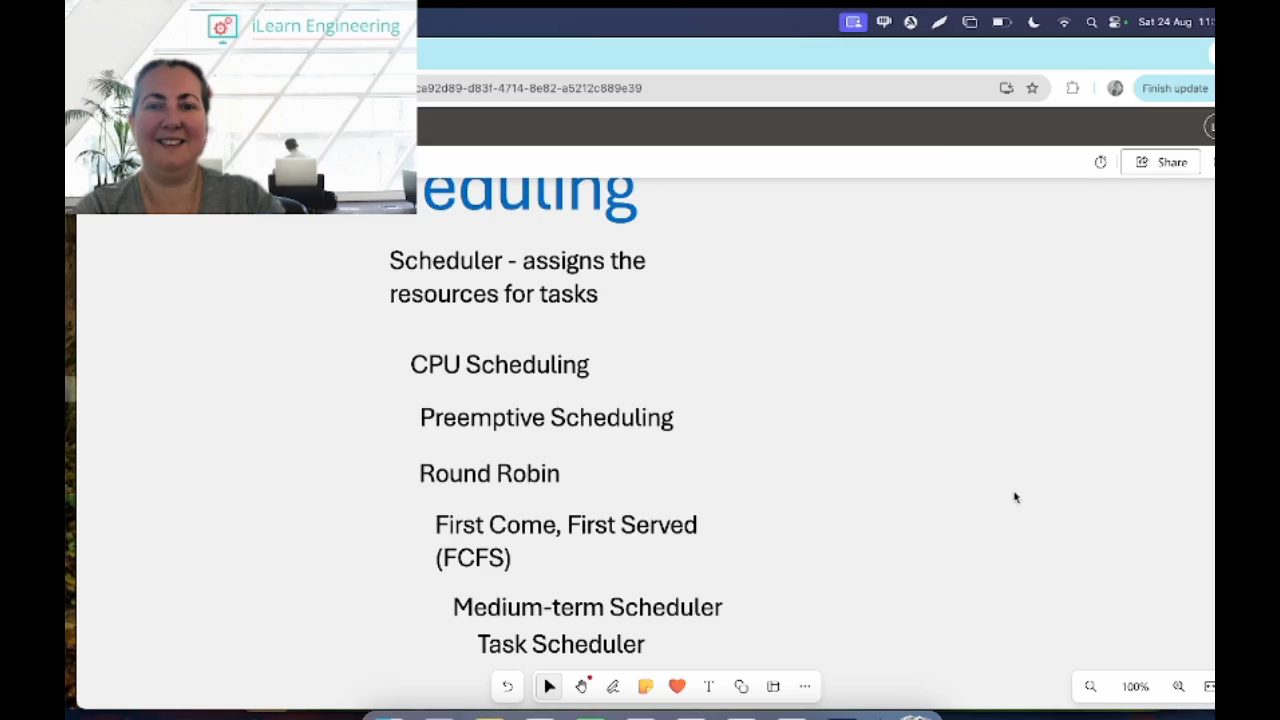 iLearn Engineering
Sat 24 Aug 11:
ca92d89-d83f-4714-8e82-a5212c889e39
Finish update
Share
eduling
Scheduler - assigns the
resources for tasks
CPU Scheduling
Preemptive Scheduling
Round Robin
First Come, First Served
(FCFS)
Medium-term Scheduler
Task Scheduler
T
100%